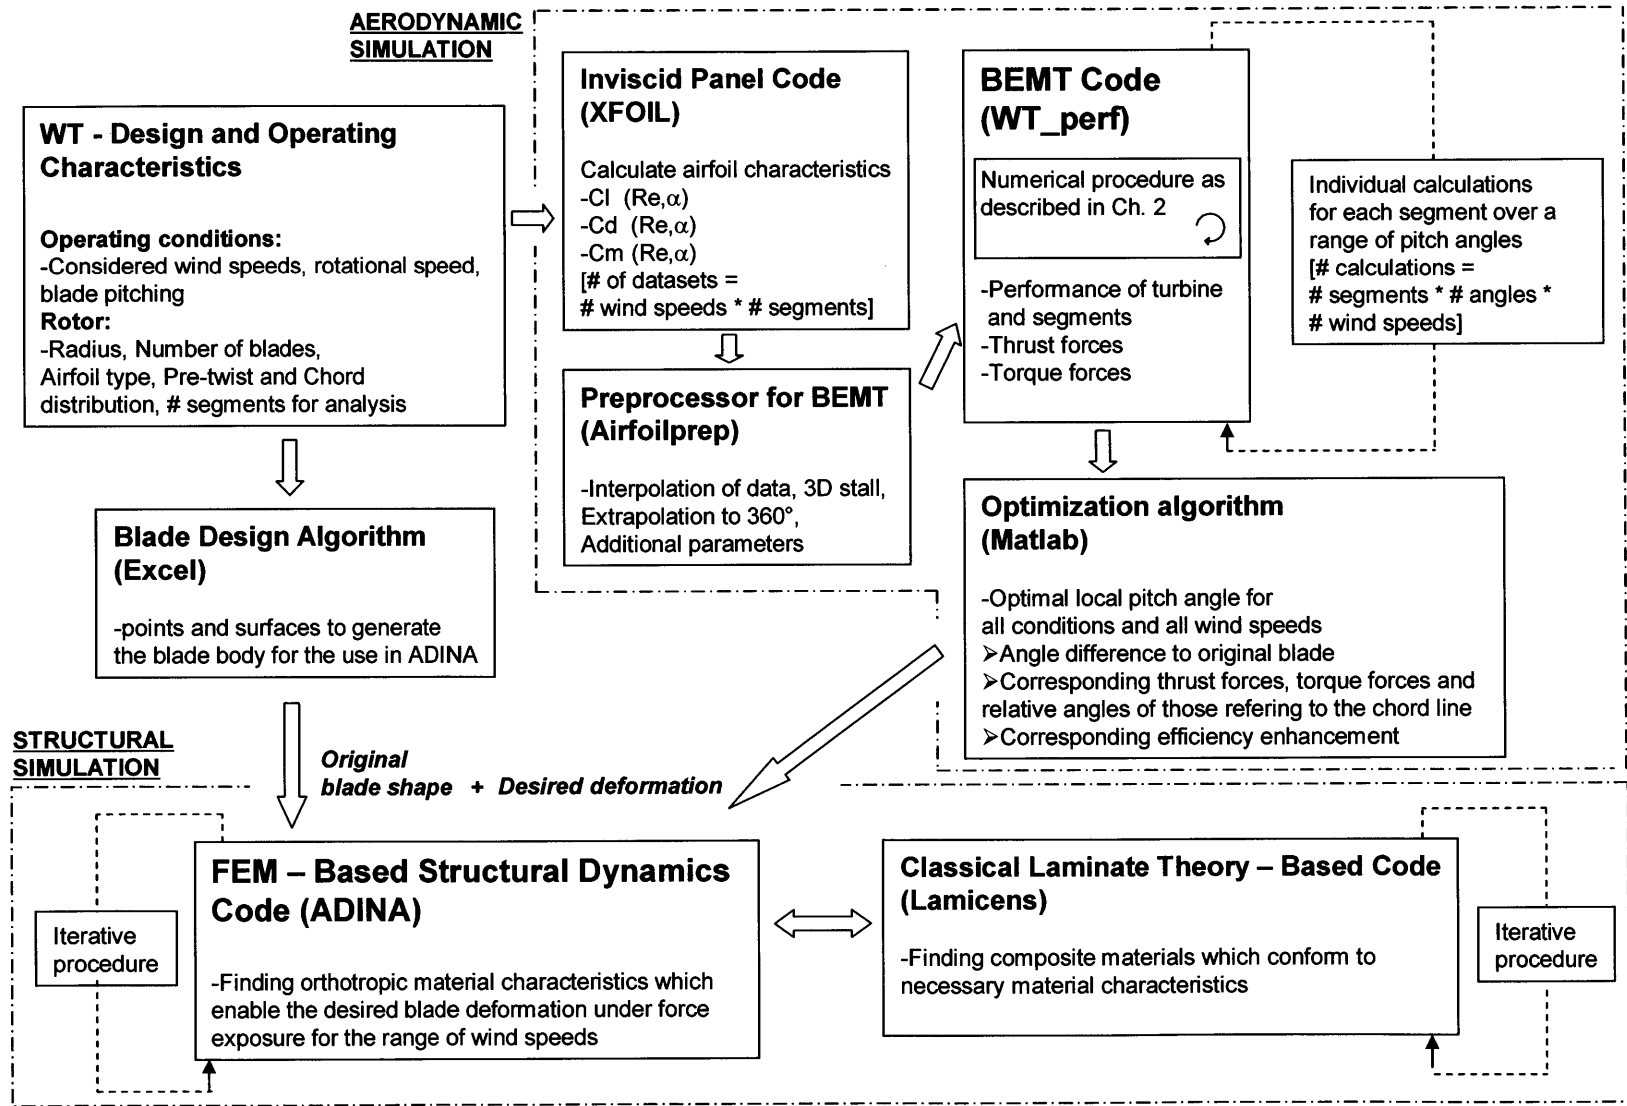 AERODYNAMIC
SIMULATION
WT - Design and Operating
Characteristics
Operating conditions:
-Considered wind speeds, rotational speed,
blade pitching
Rotor:
-Radius, Number of blades,
Airfoil type, Pre-twist and Chord
distribution, # segments for analysis
Inviscid Panel Code
(XFOIL)
Calculate airfoil characteristics
-Cl (Re,α)
-Cd (Re,α)
-Cm (Re,α)
[# of datasets =
# wind speeds * # segments]
Preprocessor for BEMT
(Airfoilprep)
-Interpolation of data, 3D stall,
Extrapolation to 360°,
Additional parameters
BEMT Code
(WT_perf)
Numerical procedure as
described in Ch. 2
-Performance of turbine
and segments
-Thrust forces
-Torque forces
Individual calculations
for each segment over a
range of pitch angles
[# calculations =
# segments * # angles *
# wind speeds]
Optimization algorithm
(Matlab)
-Optimal local pitch angle for
all conditions and all wind speeds
➢Angle difference to original blade
➢Corresponding thrust forces, torque forces and
relative angles of those refering to the chord line
➢Corresponding efficiency enhancement
Blade Design Algorithm
(Excel)
-points and surfaces to generate
the blade body for the use in ADINA
STRUCTURAL
SIMULATION
Original
blade shape + Desired deformation
FEM – Based Structural Dynamics
Code (ADINA)
-Finding orthotropic material characteristics which
enable the desired blade deformation under force
exposure for the range of wind speeds
Iterative
procedure
Classical Laminate Theory – Based Code
(Lamicens)
-Finding composite materials which conform to
necessary material characteristics
Iterative
procedure